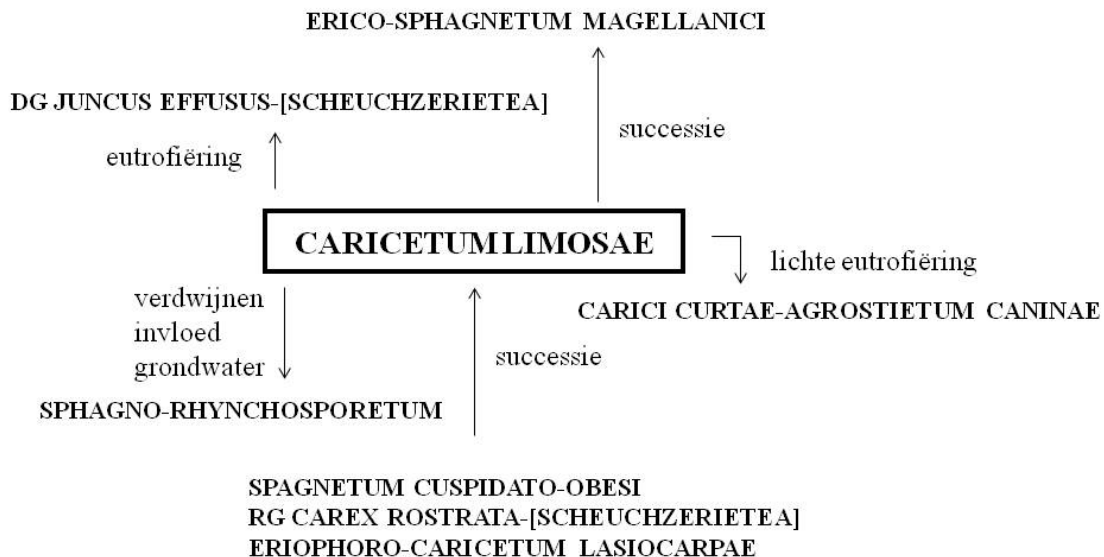 ERICO-SPHAGNETUM MAGELLANICI
DG JUNCUS EFFUSUS-[SCHEUCHZERIETEA]
successie
eutrofiëring
CARICETUM LIMOSAE
lichte eutrofiëring
verdwijnen
invloed
grondwater
CARICI CURTAE-AGROSTIETUM CANINAE
successie
SPHAGNO-RHYNCHOSPORETUM
SPAGNETUM CUSPIDATO-OBESI
RG CAREX ROSTRATA-[SCHEUCHZERIETEA]
ERIOPHORO-CARICETUM LASIOCARPAE